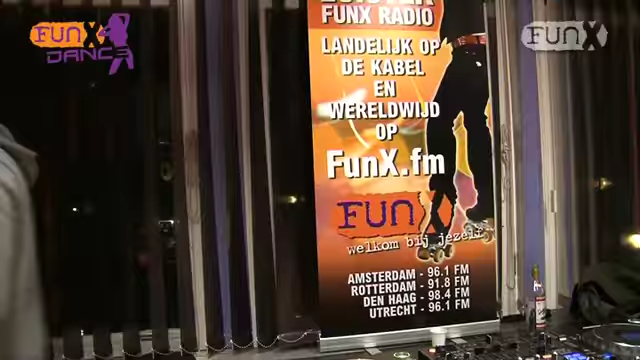 FUNX
DANCE
FUNX
LUISTER
FUNX RADIO
LANDELIJK OP
DE KABEL
EN
WERELDWIJD
OP
FunX.fm
FUNX
welkom bij jezelf
AMSTERDAM - 96.1 FM
ROTTERDAM - 91.8 FM
DEN HAAG - 98.4 FM
UTRECHT - 96.1 FM